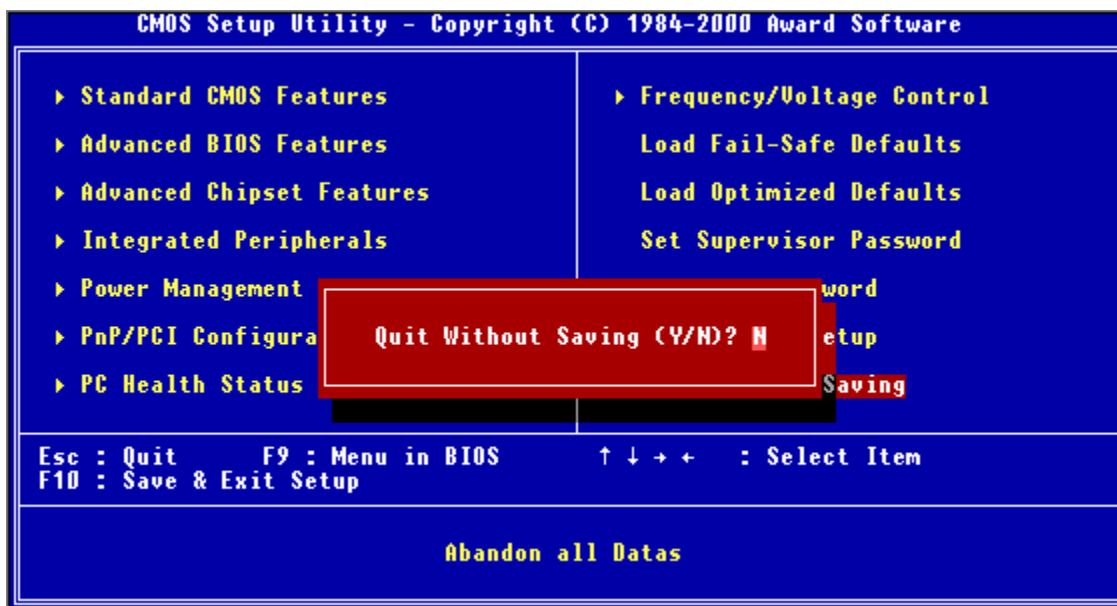 CMOS Setup Utility - Copyright (C) 1984-2000 Award Software
▸ Standard CMOS Features
▸ Advanced BIOS Features
▸ Advanced Chipset Features
▸ Integrated Peripherals
▸ Power Management
▸ PnP/PCI Configura
▸ PC Health Status
▸ Frequency/Voltage Control
Load Fail-Safe Defaults
Load Optimized Defaults
Set Supervisor Password
word
etup
Saving
Quit Without Saving (Y/N)? N
Esc : Quit F9 : Menu in BIOS ↑ ↓ → ← : Select Item
F10 : Save & Exit Setup
Abandon all Datas